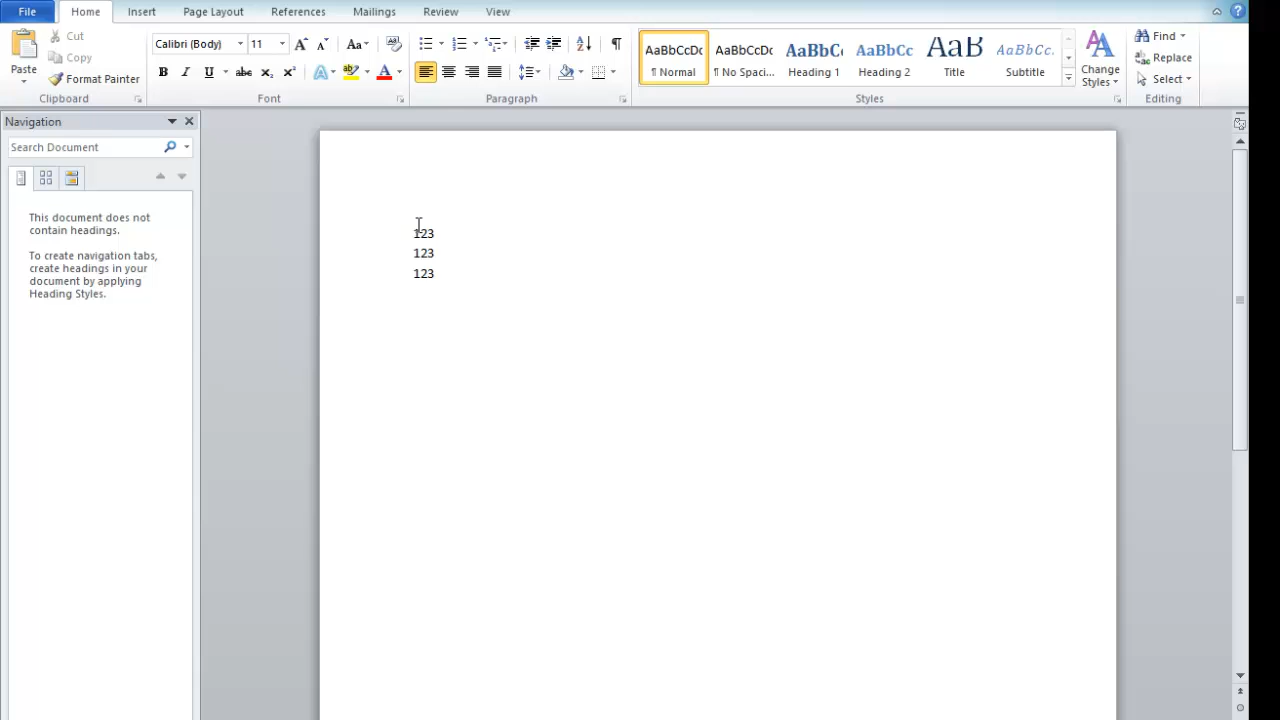 File Home Insert Page Layout References Mailings Review View
Paste
Cut
Copy
Format Painter
Clipboard
Calibri (Body) 11
Font
Paragraph
AaBbCcDc AaBbCcDc AaBbC AaBbCc AaB AaBbCc.
¶ Normal ¶ No Spaci... Heading 1 Heading 2 Title Subtitle
Change
Styles
Styles
Find
Replace
Select
Editing
Navigation
Search Document
This document does not
contain headings.
To create navigation tabs,
create headings in your
document by applying
Heading Styles.
123
123
123